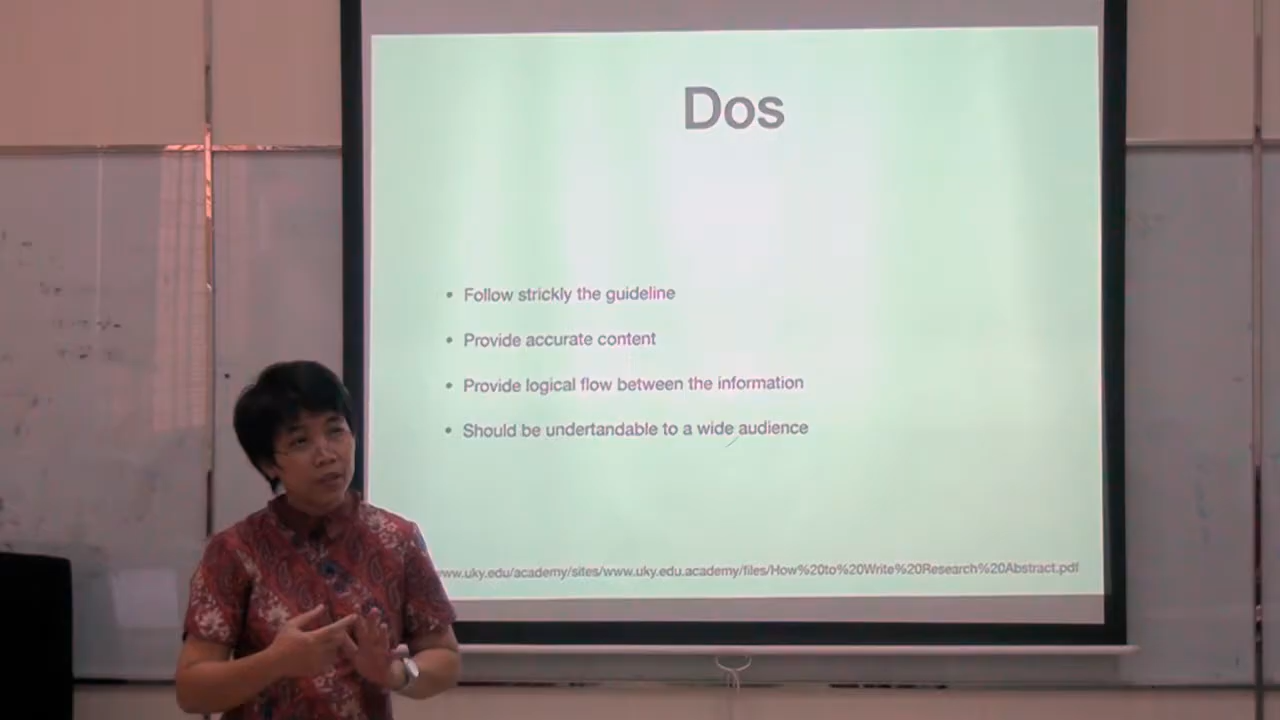 Dos
• Follow strickly the guideline
• Provide accurate content
• Provide logical flow between the information
• Should be undertandable to a wide audience
www.uky.edu/academy/sites/www.uky.edu.academy/files/How%20to%20Write%20Research%20Abstract.pdf